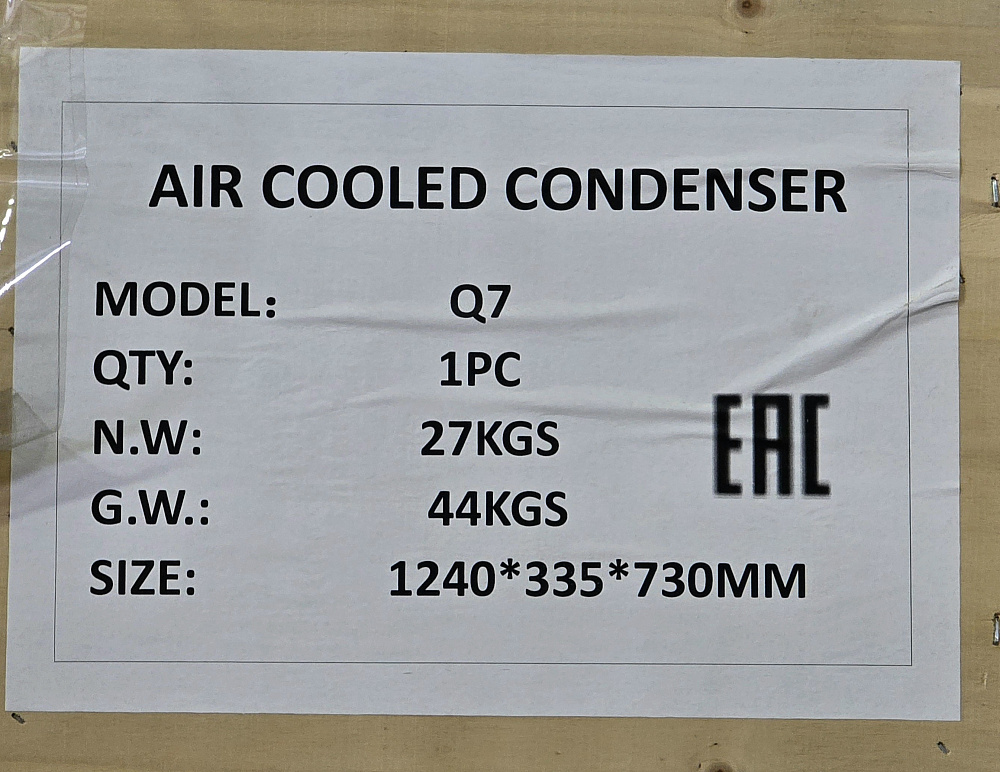 AIR COOLED CONDENSER
MODEL: Q7
QTY: 1PC
N.W: 27KGS
EAC
G.W.: 44KGS
SIZE: 1240*335*730MM